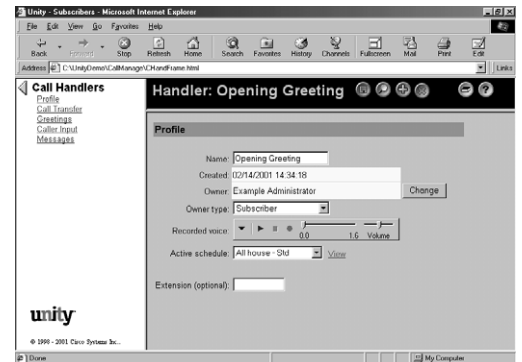 Unity - Subscribers - Microsoft Internet Explorer
File Edit View Go Favorites Help
Back Forward Stop Refresh Home Search Favorites History Channels Fullscreen Mail Print Edit
Address C:\UnityDemo\CallManage\CHandFrame.html Links
Call Handlers
Profile
Call Transfer
Greetings
Caller Input
Messages
Handler: Opening Greeting
Profile
Name: Opening Greeting
Created: 02/14/2001 14:34:18
Owner: Example Administrator Change
Owner type: Subscriber
Recorded voice: 0.0 1.6 Volume
Active schedule: All house - Std View
Extension (optional):
unity
© 1998 - 2001 Cisco Systems Inc.
Done My Computer